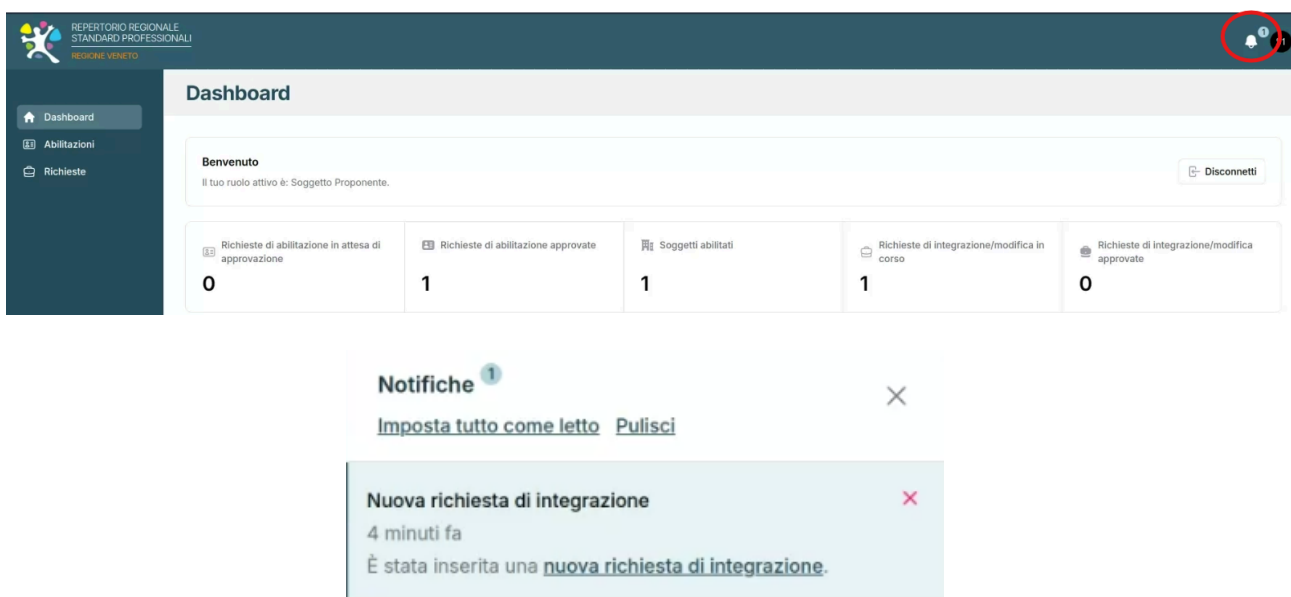 REPERTORIO REGIONALE
STANDARD PROFESSIONALI
REGIONE VENETO
1
Dashboard
Dashboard
Abilitazioni
Richieste
Benvenuto
Il tuo ruolo attivo è: Soggetto Proponente.
Disconnetti
Richieste di abilitazione in attesa di
approvazione
0
Richieste di abilitazione approvate
1
Soggetti abilitati
1
Richieste di integrazione/modifica in
corso
1
Richieste di integrazione/modifica
approvate
0
Notifiche 1
Imposta tutto come letto Pulisci
Nuova richiesta di integrazione
4 minuti fa
È stata inserita una nuova richiesta di integrazione.